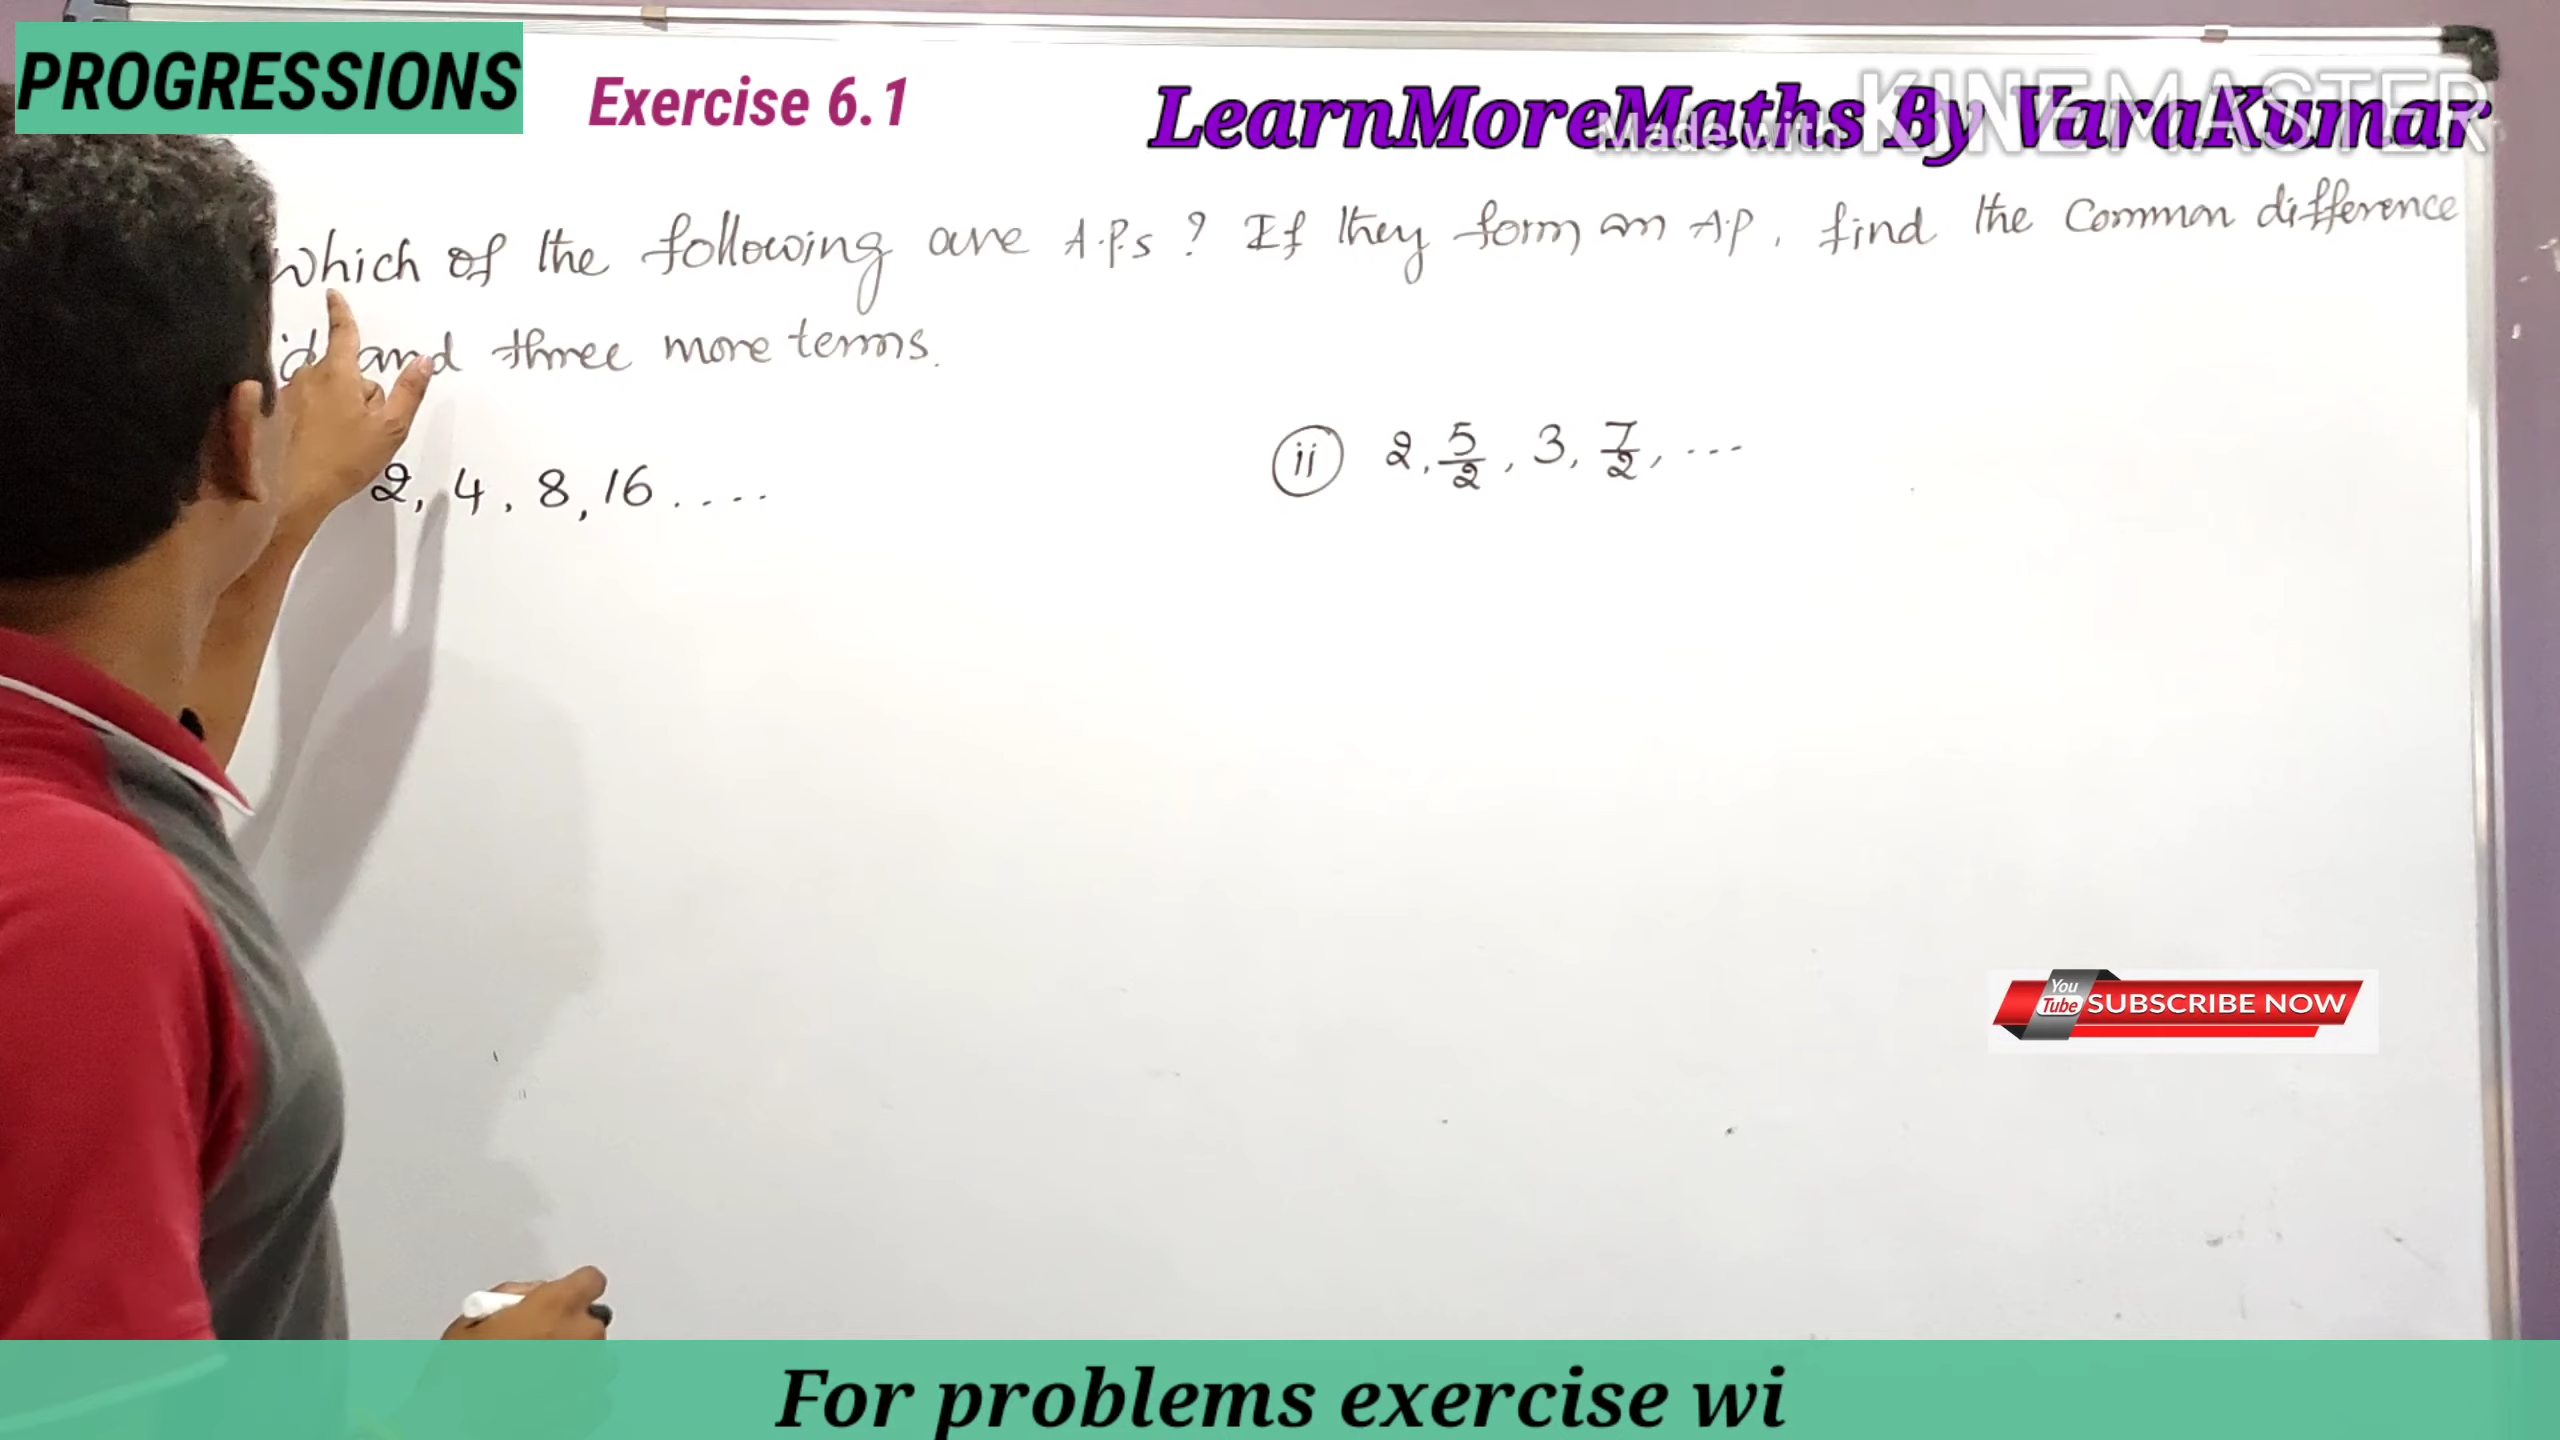 PROGRESSIONS
Exercise 6.1
LearnMoreMaths By VaraKumar
Made with KINEMASTER
Which of the following are A.P.s ? If they form an A.P, find the Common difference
'd' and three more terms.
2, 4, 8, 16 ....
ii 2, 5/2, 3, 7/2, ...
You Tube SUBSCRIBE NOW
For problems exercise wi